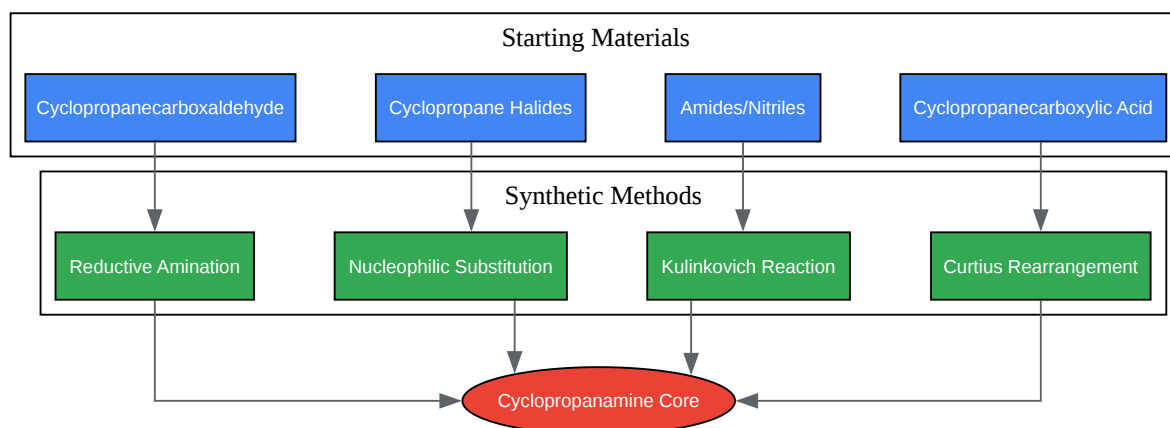 Starting Materials
Cyclopropanecarboxaldehyde
Cyclopropane Halides
Amides/Nitriles
Cyclopropanecarboxylic Acid
Synthetic Methods
Reductive Amination
Nucleophilic Substitution
Kulinkovich Reaction
Curtius Rearrangement
Cyclopropanamine Core